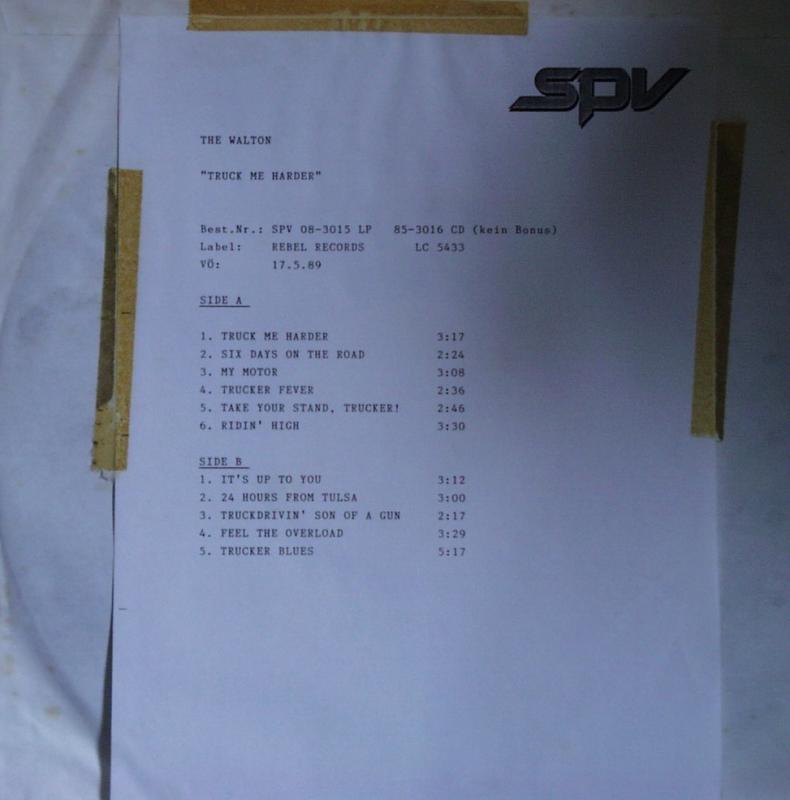 SPV
THE WALTON
"TRUCK ME HARDER"
Best.Nr.: SPV 08-3015 LP 85-3016 CD (kein Bonus)
Label: REBEL RECORDS LC 5433
VÖ: 17.5.89
SIDE A
1. TRUCK ME HARDER 3:17
2. SIX DAYS ON THE ROAD 2:24
3. MY MOTOR 3:08
4. TRUCKER FEVER 2:36
5. TAKE YOUR STAND, TRUCKER! 2:46
6. RIDIN' HIGH 3:30
SIDE B
1. IT'S UP TO YOU 3:12
2. 24 HOURS FROM TULSA 3:00
3. TRUCKDRIVIN' SON OF A GUN 2:17
4. FEEL THE OVERLOAD 3:29
5. TRUCKER BLUES 5:17